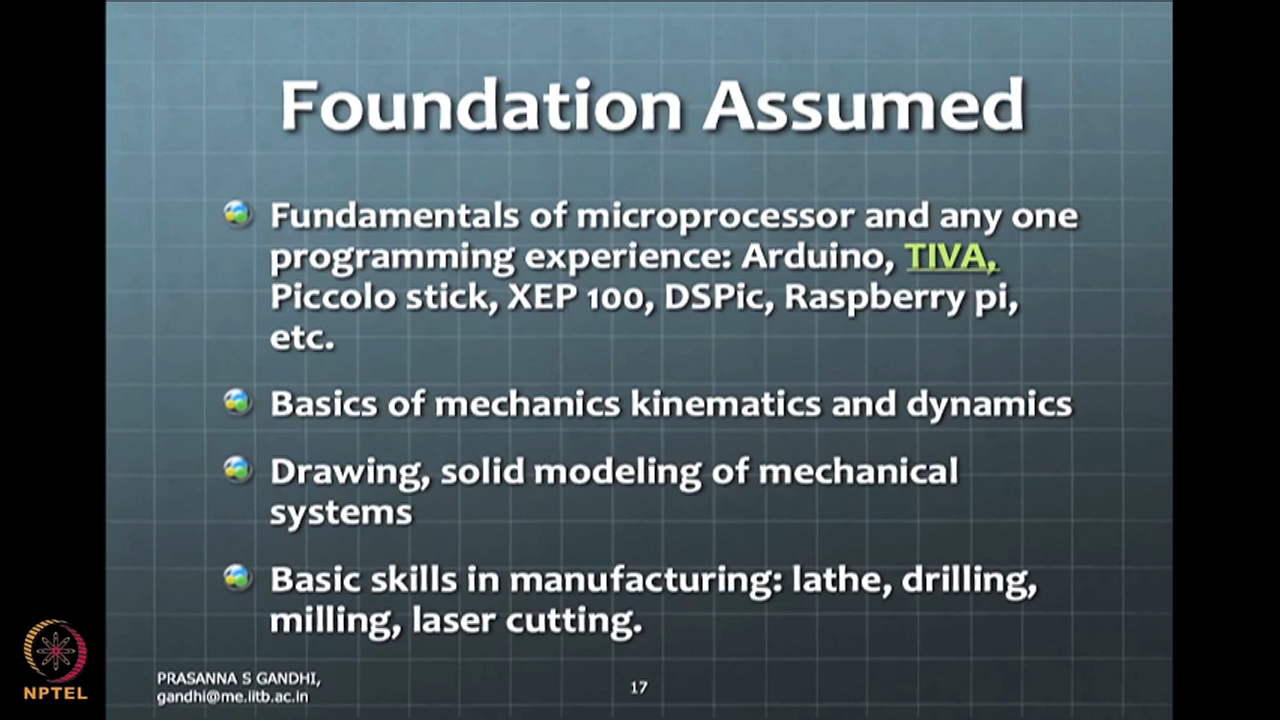 Foundation Assumed
Fundamentals of microprocessor and any one
programming experience: Arduino, TIVA,
Piccolo stick, XEP 100, DSPic, Raspberry pi,
etc.
Basics of mechanics kinematics and dynamics
Drawing, solid modeling of mechanical
systems
Basic skills in manufacturing: lathe, drilling,
milling, laser cutting.
PRASANNA S GANDHI,
gandhi@me.iitb.ac.in
17
NPTEL